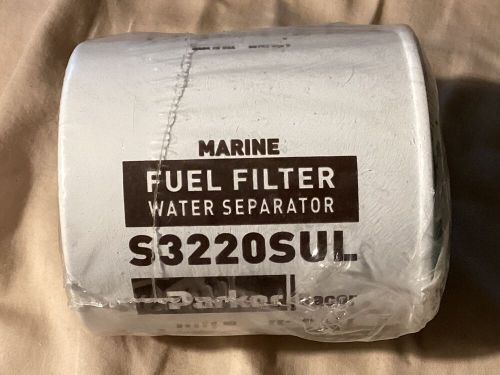 MARINE
FUEL FILTER
WATER SEPARATOR
S3220SUL
Parker